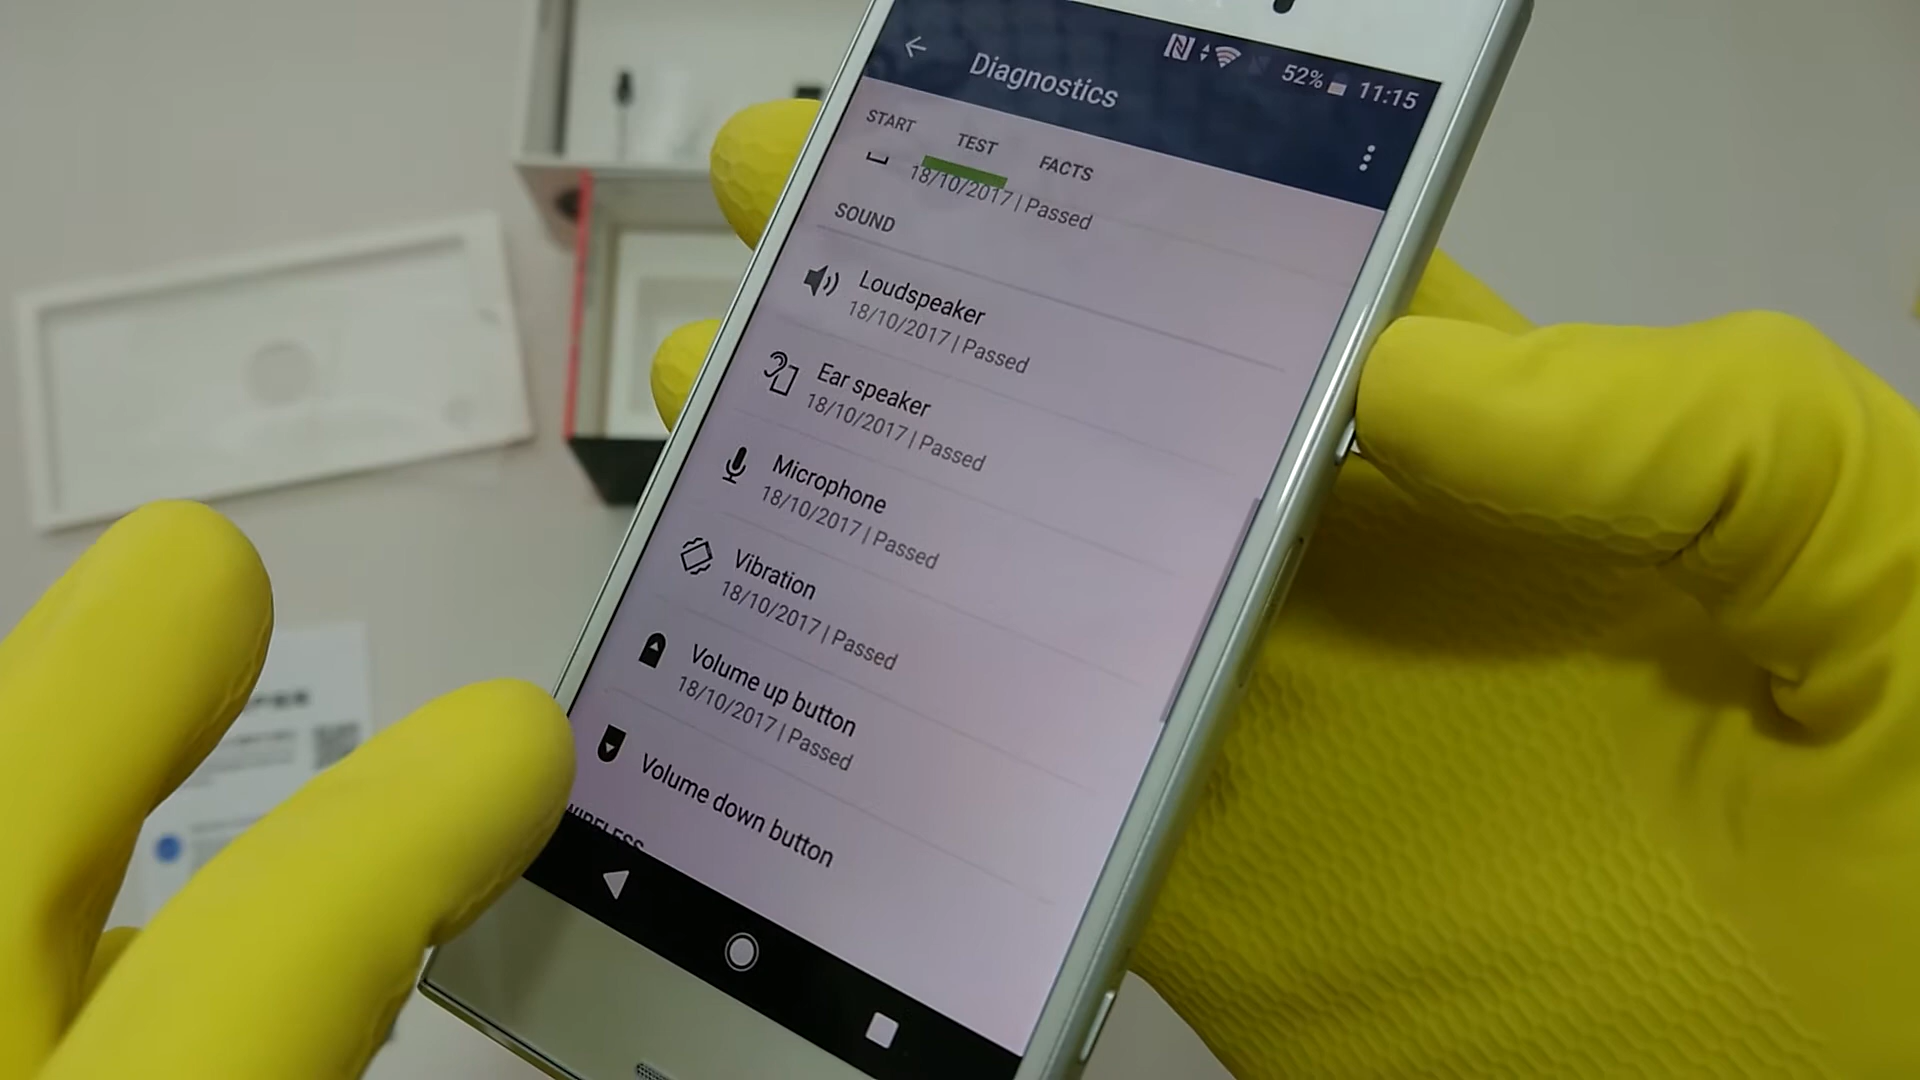 52% 11:15
Diagnostics
START TEST FACTS
18/10/2017 | Passed
SOUND
Loudspeaker
18/10/2017 | Passed
Ear speaker
18/10/2017 | Passed
Microphone
18/10/2017 | Passed
Vibration
18/10/2017 | Passed
Volume up button
18/10/2017 | Passed
Volume down button
WIRELESS